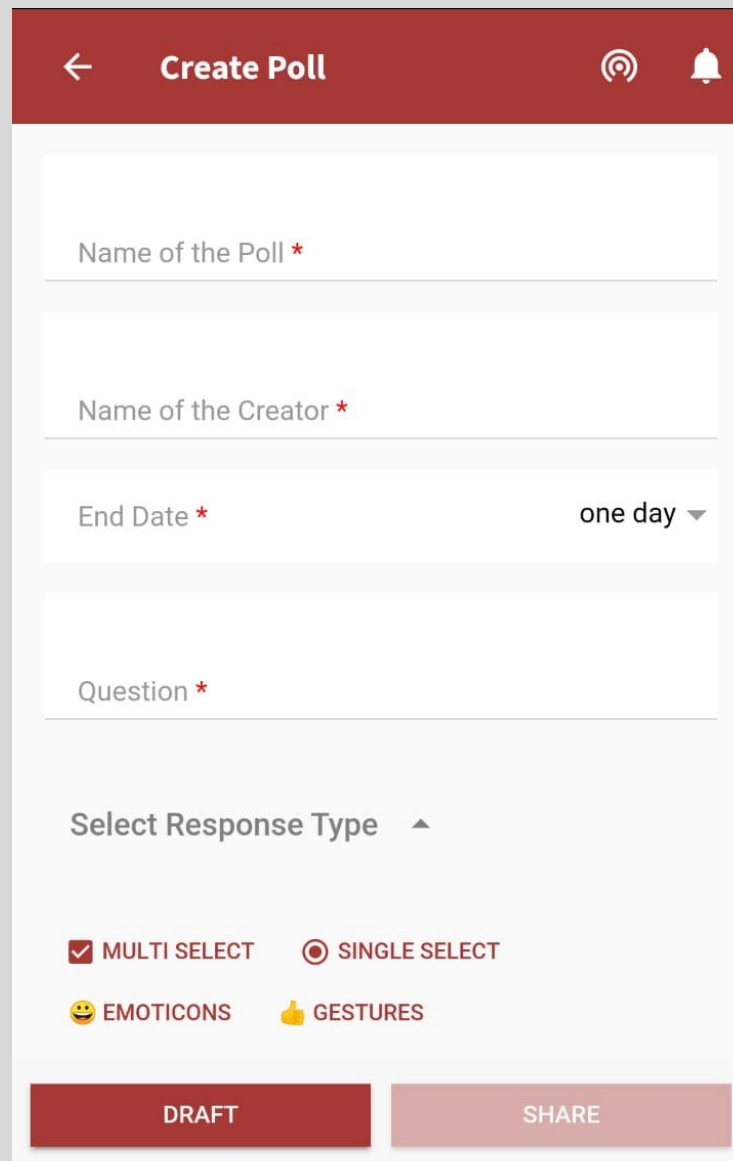 Create Poll
Name of the Poll *
Name of the Creator *
End Date * one day
Question *
Select Response Type
MULTI SELECT SINGLE SELECT
😀 EMOTICONS 👍 GESTURES
DRAFT SHARE